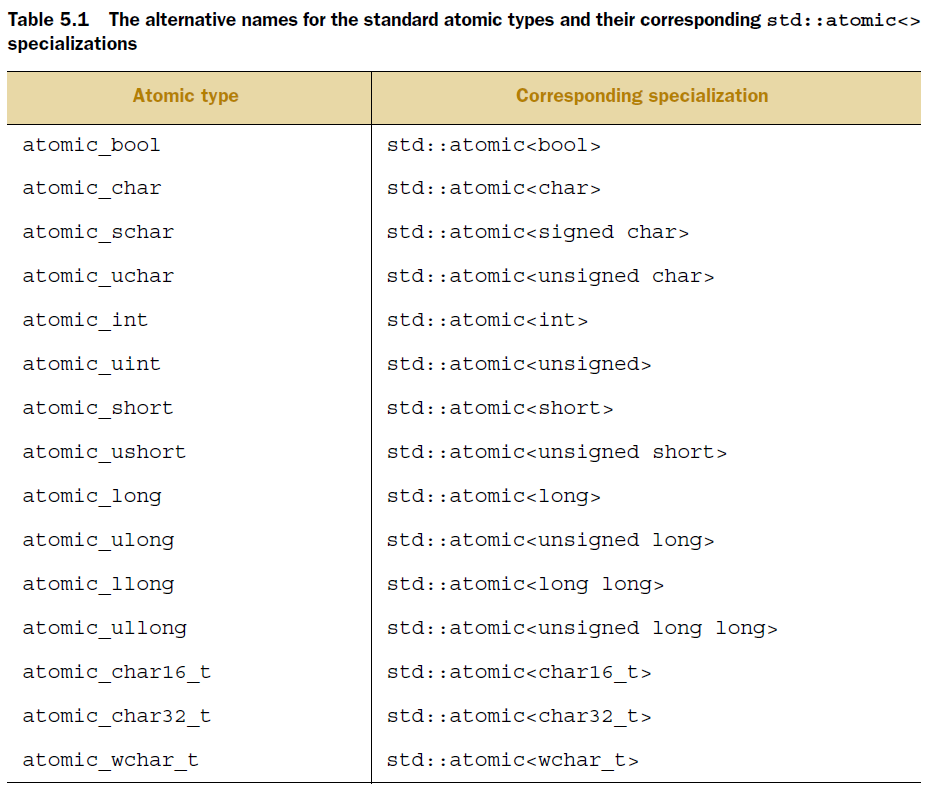 Table 5.1 The alternative names for the standard atomic types and their corresponding std::atomic<>
specializations
Atomic type Corresponding specialization
atomic_bool std::atomic<bool>
atomic_char std::atomic<char>
atomic_schar std::atomic<signed char>
atomic_uchar std::atomic<unsigned char>
atomic_int std::atomic<int>
atomic_uint std::atomic<unsigned>
atomic_short std::atomic<short>
atomic_ushort std::atomic<unsigned short>
atomic_long std::atomic<long>
atomic_ulong std::atomic<unsigned long>
atomic_llong std::atomic<long long>
atomic_ullong std::atomic<unsigned long long>
atomic_char16_t std::atomic<char16_t>
atomic_char32_t std::atomic<char32_t>
atomic_wchar_t std::atomic<wchar_t>